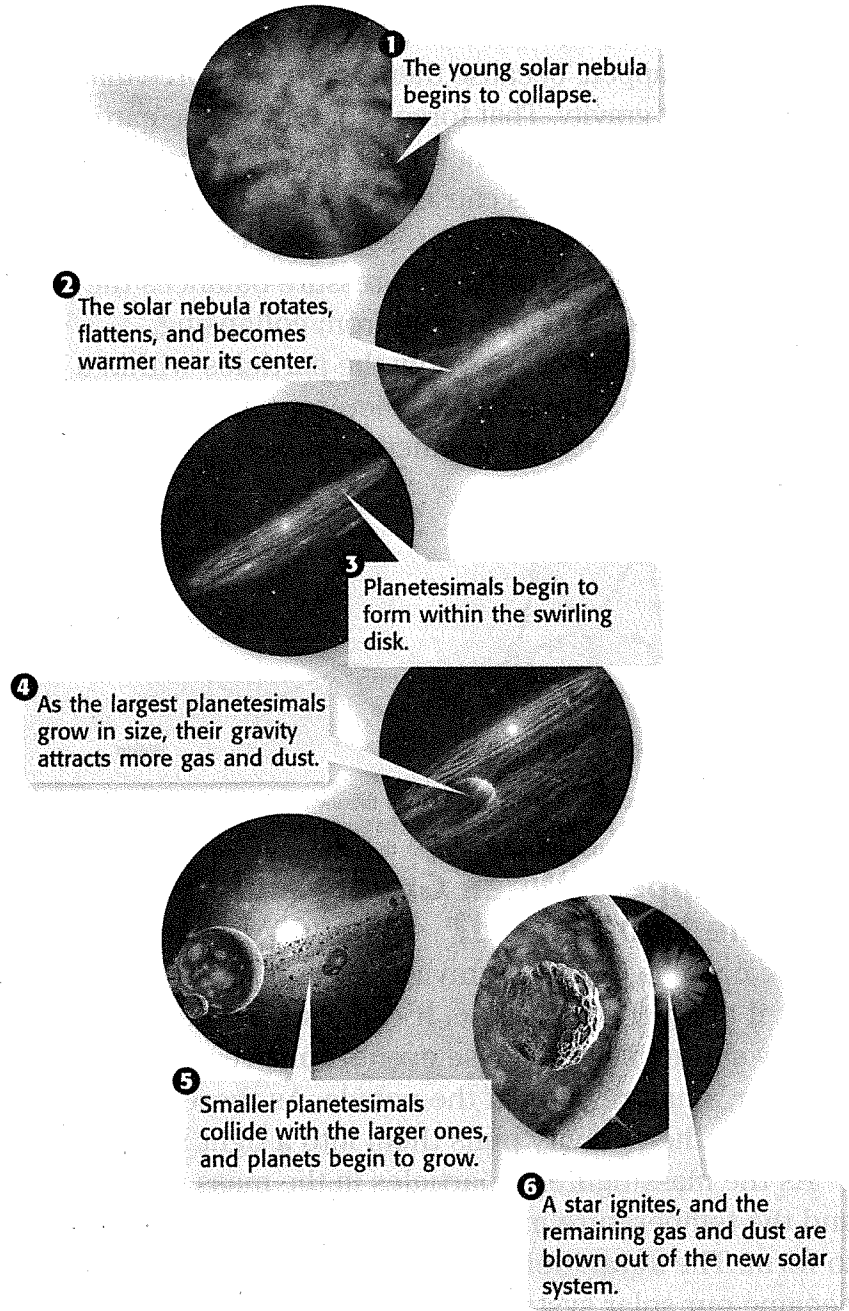 1
The young solar nebula
begins to collapse.
2
The solar nebula rotates,
flattens, and becomes
warmer near its center.
3
Planetesimals begin to
form within the swirling
disk.
4
As the largest planetesimals
grow in size, their gravity
attracts more gas and dust.
5
Smaller planetesimals
collide with the larger ones,
and planets begin to grow.
6
A star ignites, and the
remaining gas and dust are
blown out of the new solar
system.